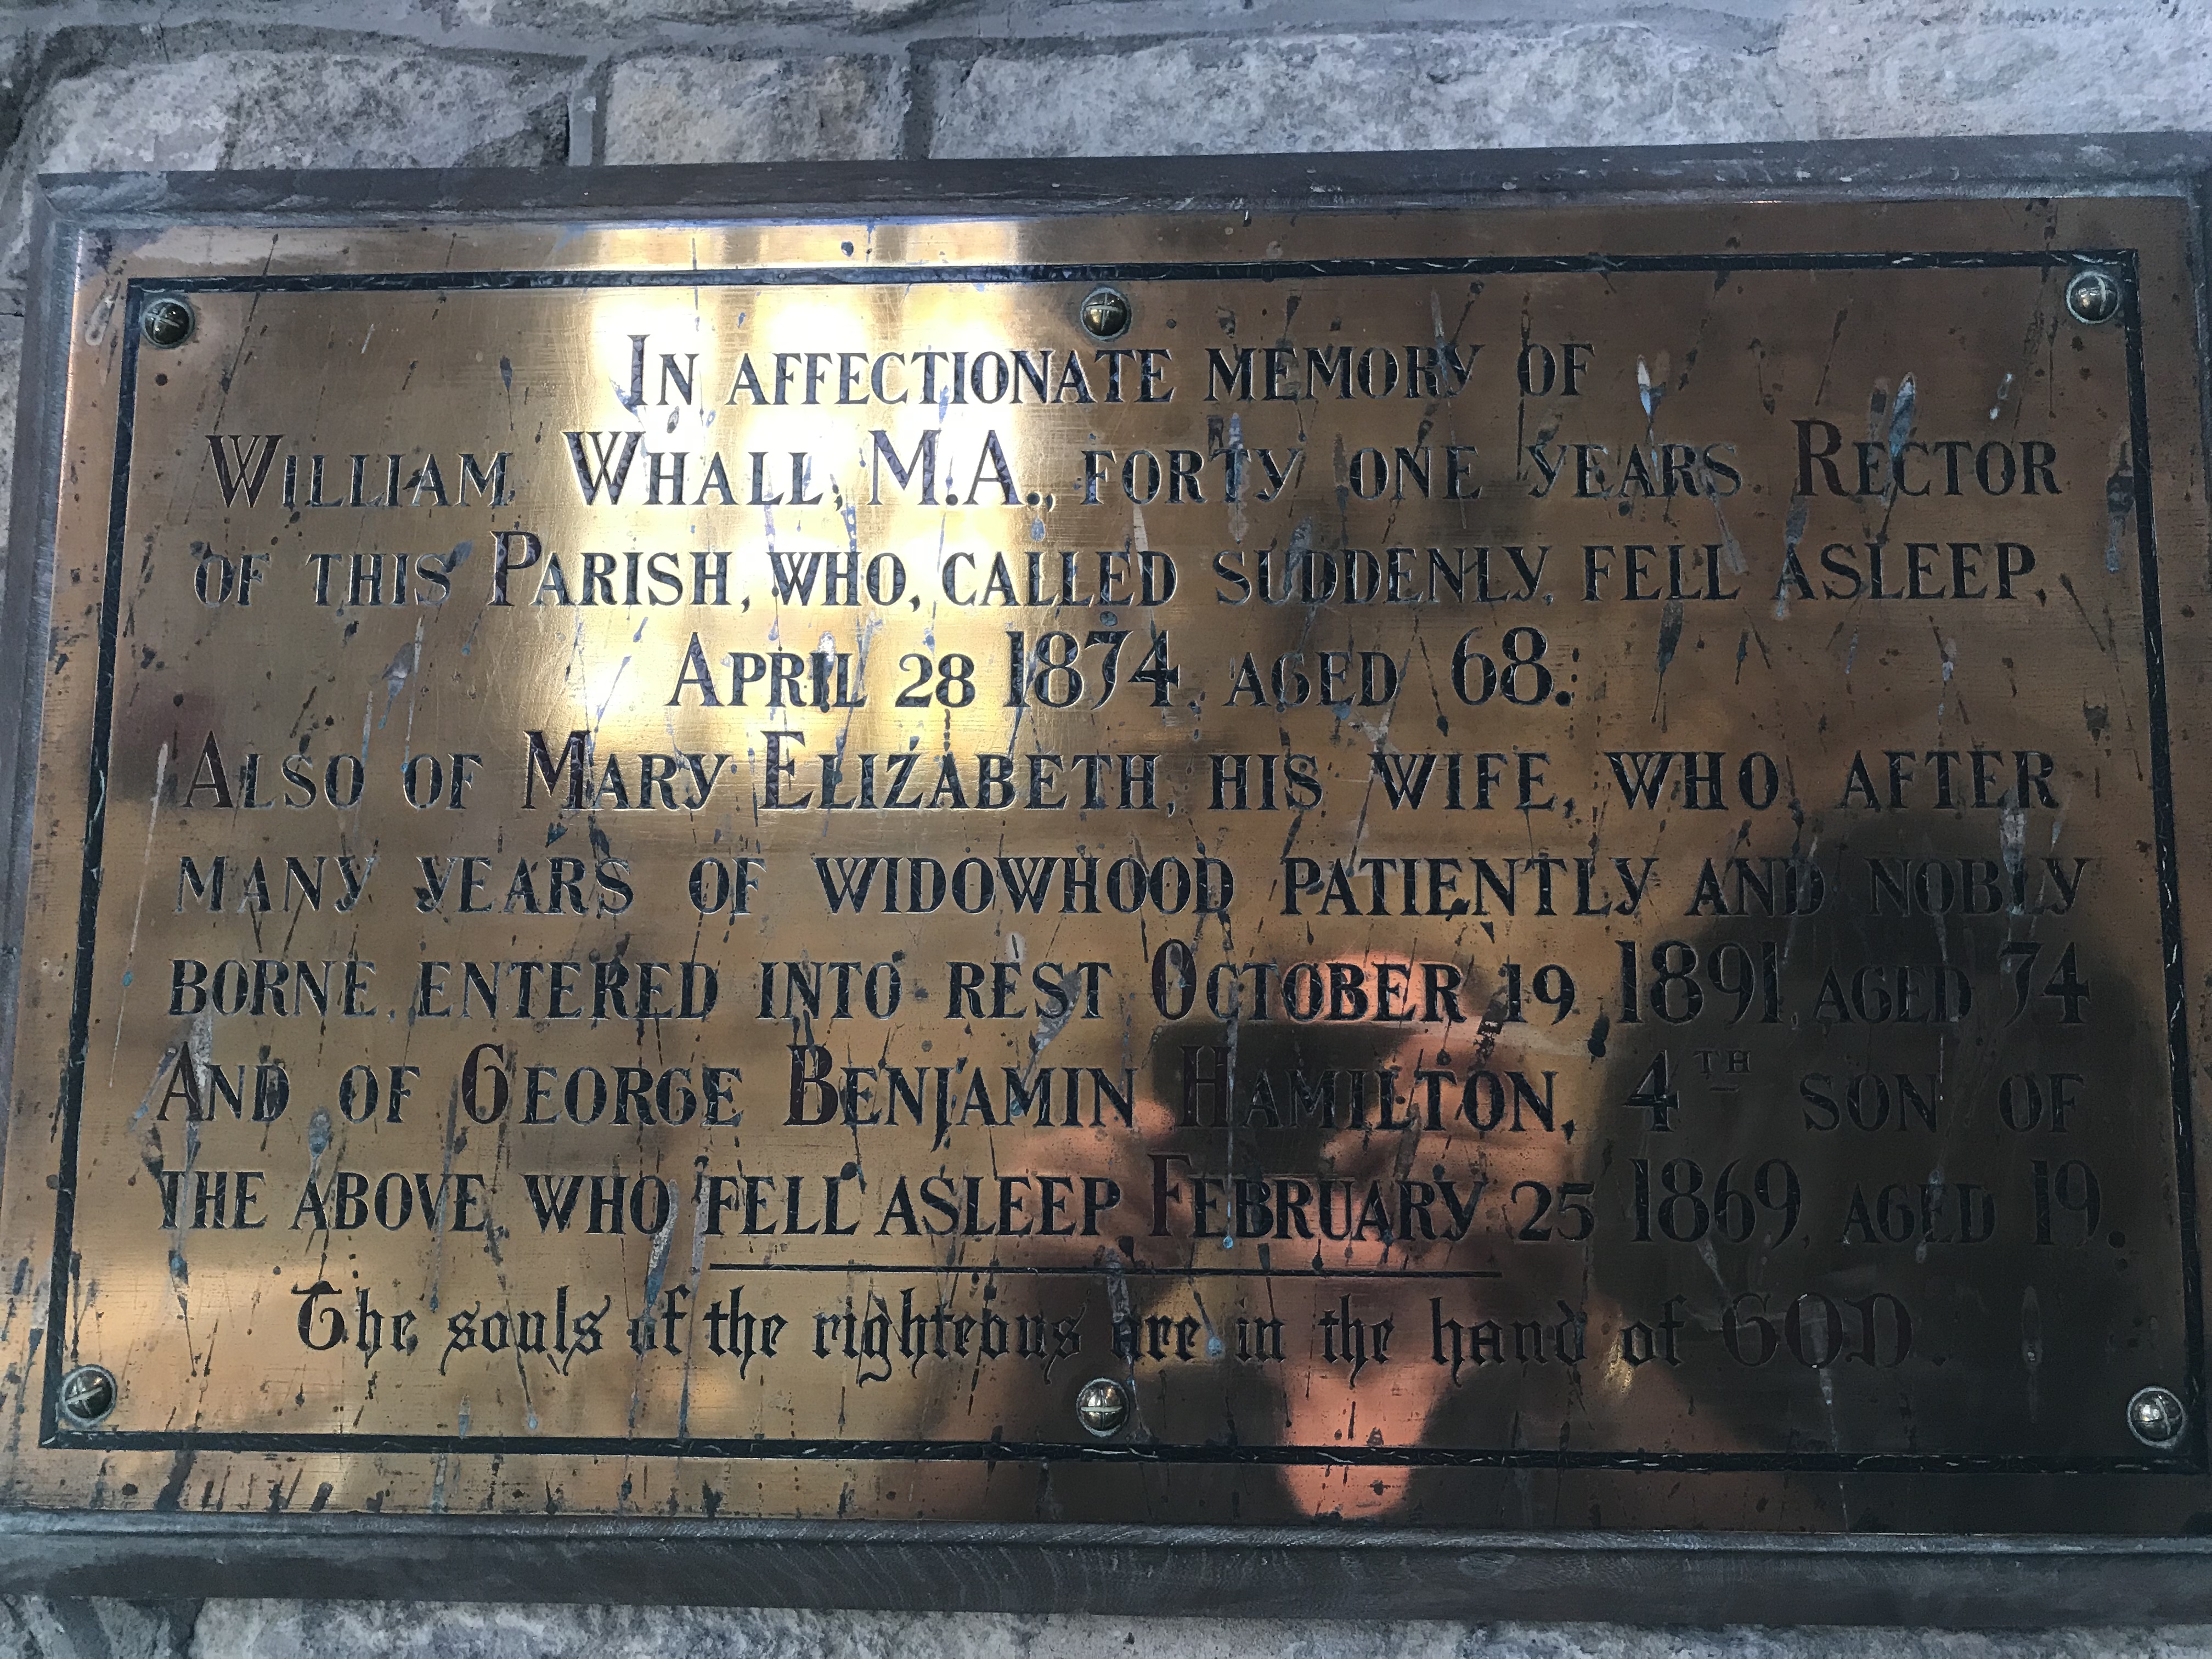 In affectionate memory of
William Whall, M.A., forty one years Rector
of this Parish, who, called suddenly, fell asleep,
April 28 1874, aged 68:
Also of Mary Elizabeth, his wife, who, after
many years of widowhood patiently and nobly
borne, entered into rest October 19, 1891, aged 74
And of George Benjamin Hamilton, 4th son of
the above, who fell asleep February 25 1869, aged 19.
The souls of the righteous are in the hand of GOD.